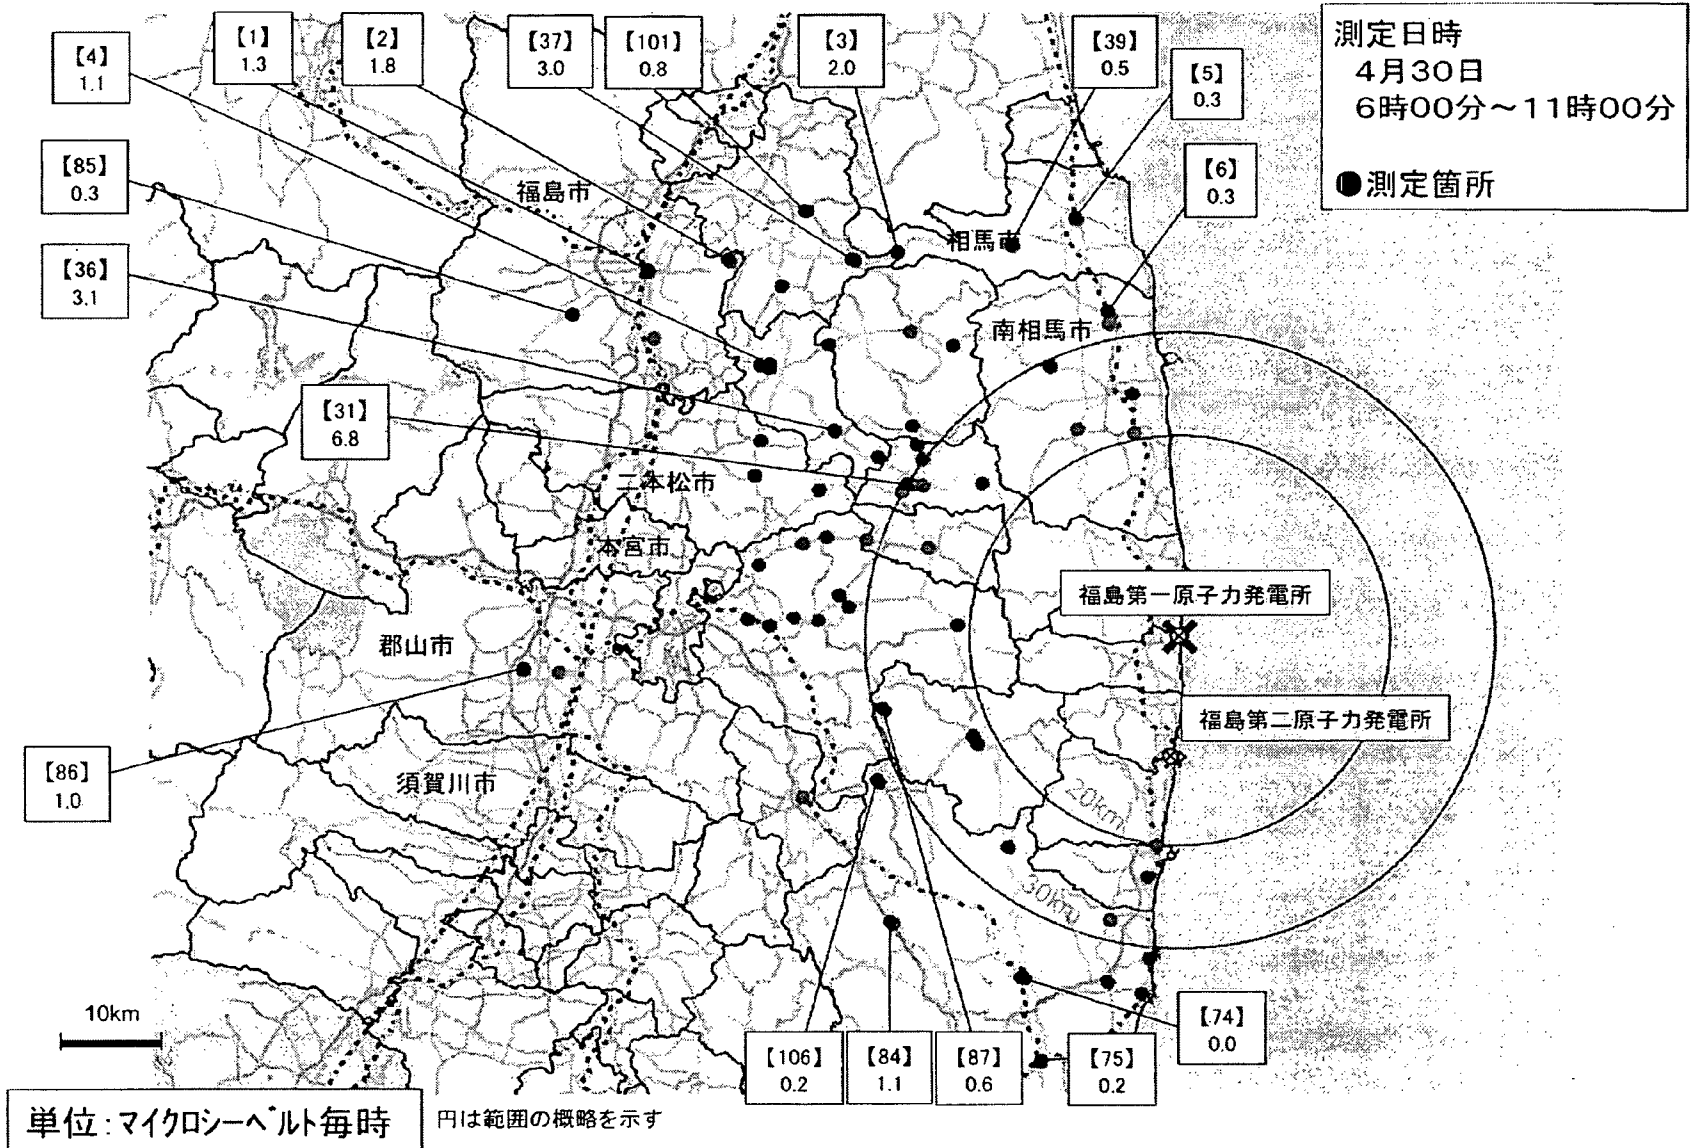 【4】
1.1
【1】
1.3
【2】
1.8
【37】
3.0
【101】
0.8
【3】
2.0
【39】
0.5
【5】
0.3
測定日時
4月30日
6時00分～11時00分
●測定箇所
【85】
0.3
【6】
0.3
福島市
相馬市
【36】
3.1
南相馬市
【31】
6.8
二本松市
本宮市
福島第一原子力発電所
郡山市
福島第二原子力発電所
【86】
1.0
須賀川市
20km
30km
10km
【106】
0.2
【84】
1.1
【87】
0.6
【75】
0.2
【74】
0.0
単位：マイクロシーベルト毎時
円は範囲の概略を示す